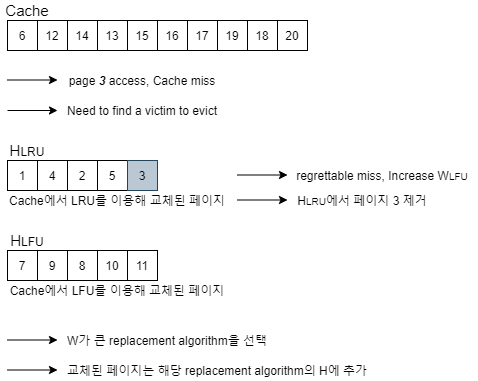 Cache
6 12 14 13 15 16 17 19 18 20
page 3 access, Cache miss
Need to find a victim to evict
HLRU
1 4 2 5 3
regrettable miss, Increase WLFU
Cache에서 LRU를 이용해 교체된 페이지
HLRU에서 페이지 3 제거
HLFU
7 9 8 10 11
Cache에서 LFU를 이용해 교체된 페이지
W가 큰 replacement algorithm을 선택
교체된 페이지는 해당 replacement algorithm의 H에 추가